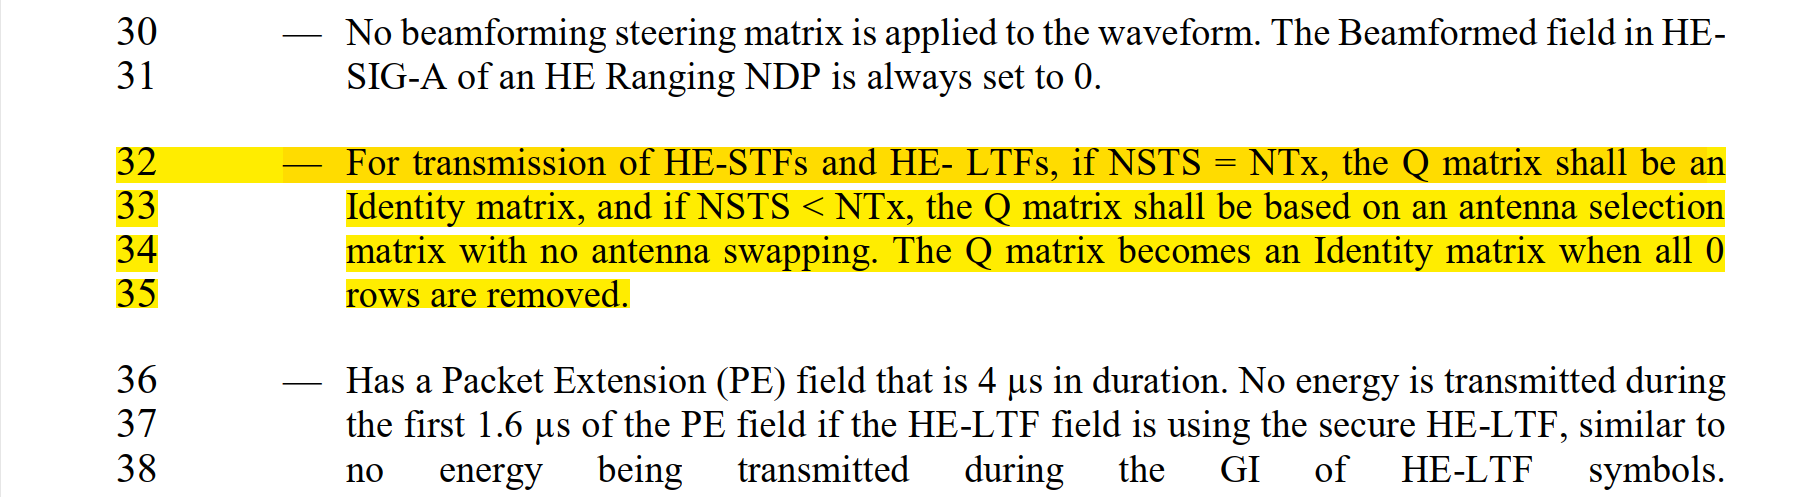 30 — No beamforming steering matrix is applied to the waveform. The Beamformed field in HE-
31 SIG-A of an HE Ranging NDP is always set to 0.
32 — For transmission of HE-STFs and HE- LTFs, if NSTS = NTx, the Q matrix shall be an
33 Identity matrix, and if NSTS < NTx, the Q matrix shall be based on an antenna selection
34 matrix with no antenna swapping. The Q matrix becomes an Identity matrix when all 0
35 rows are removed.
36 — Has a Packet Extension (PE) field that is 4 μs in duration. No energy is transmitted during
37 the first 1.6 μs of the PE field if the HE-LTF field is using the secure HE-LTF, similar to
38 no energy being transmitted during the GI of HE-LTF symbols.